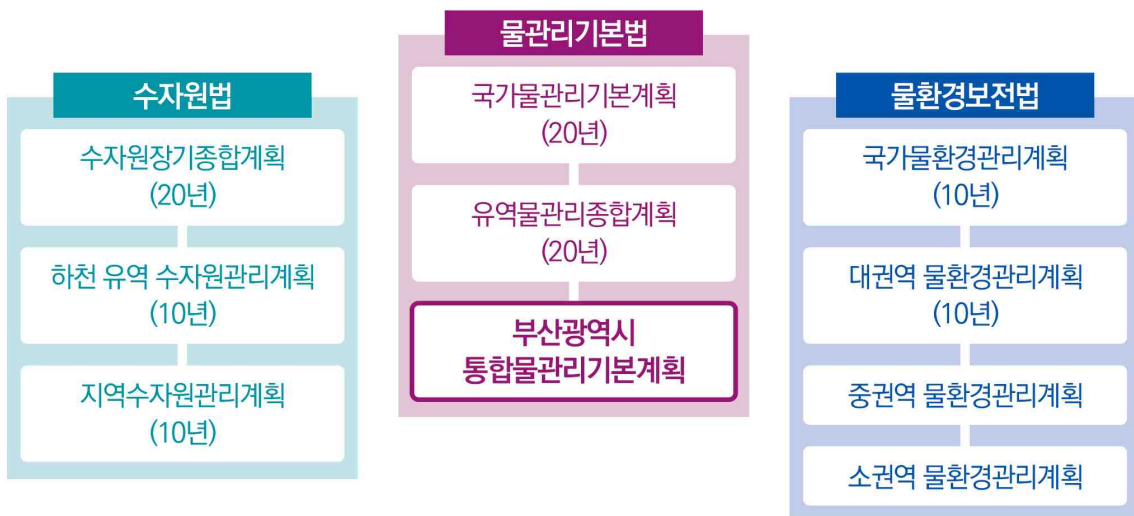 수자원법
수자원장기종합계획
(20년)
하천 유역 수자원관리계획
(10년)
지역수자원관리계획
(10년)
물관리기본법
국가물관리기본계획
(20년)
유역물관리종합계획
(20년)
부산광역시
통합물관리기본계획
물환경보전법
국가물환경관리계획
(10년)
대권역 물환경관리계획
(10년)
중권역 물환경관리계획
소권역 물환경관리계획